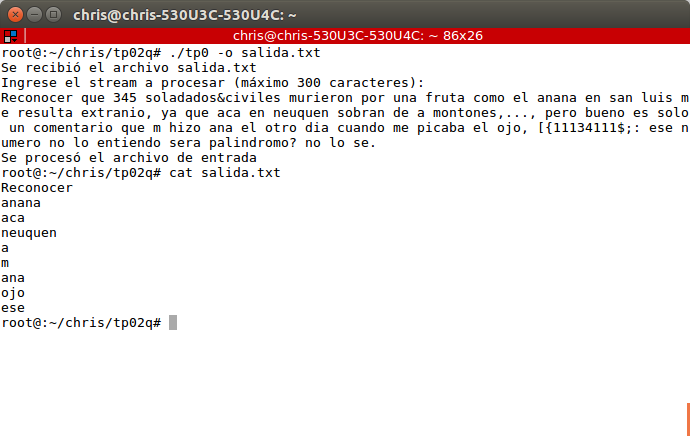 chris@chris-530U3C-530U4C: ~
chris@chris-530U3C-530U4C: ~ 86x26
root@:~/chris/tp02q# ./tp0 -o salida.txt
Se recibió el archivo salida.txt
Ingrese el stream a procesar (máximo 300 caracteres):
Reconocer que 345 soladados&civiles murieron por una fruta como el anana en san luis m
e resulta extranio, ya que aca en neuquen sobran de a montones,..., pero bueno es solo
 un comentario que m hizo ana el otro dia cuando me picaba el ojo, [{11134111$;: ese n
umero no lo entiendo sera palindromo? no lo se.
Se procesó el archivo de entrada
root@:~/chris/tp02q# cat salida.txt
Reconocer
anana
aca
neuquen
a
m
ana
ojo
ese
root@:~/chris/tp02q#